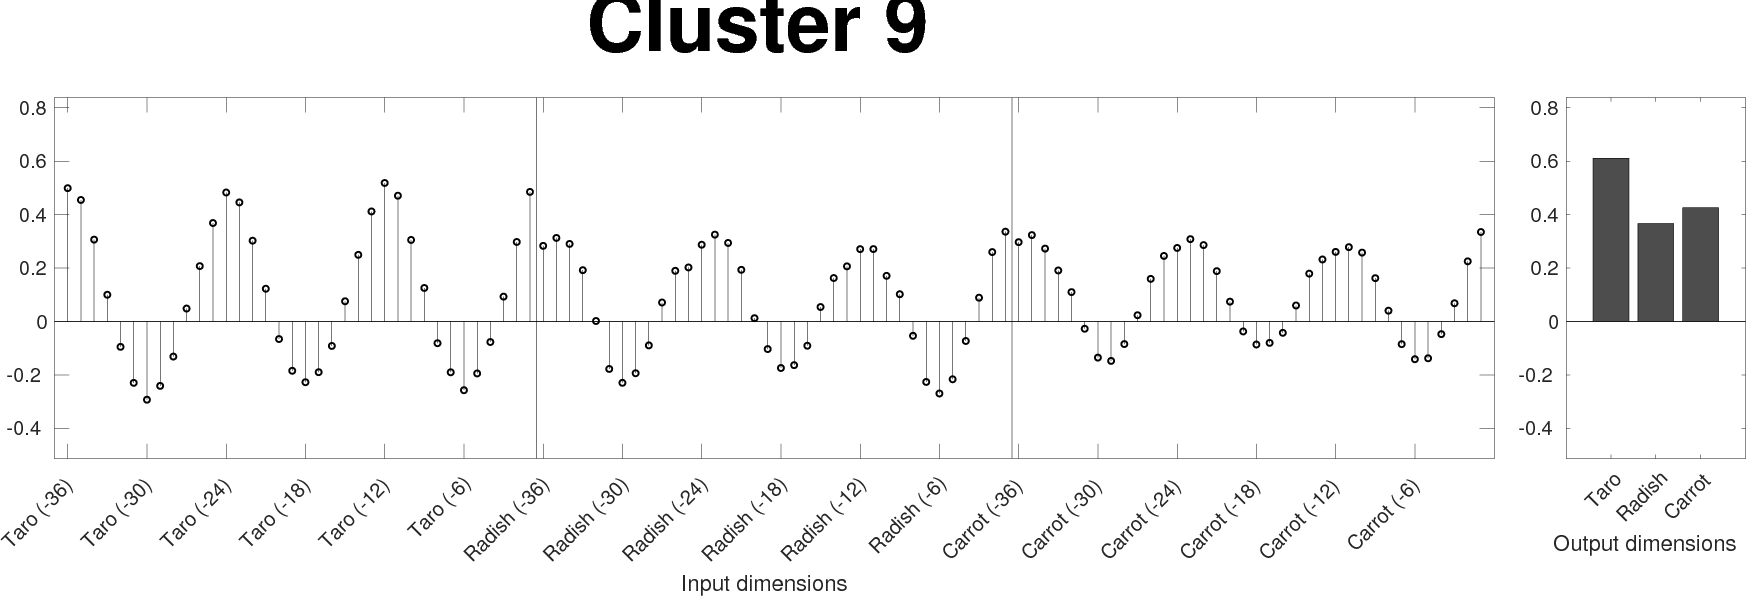 Cluster 9
0.8
0.6
0.4
0.2
0
-0.2
-0.4
Taro (-36)
Taro (-30)
Taro (-24)
Taro (-18)
Taro (-12)
Taro (-6)
Radish (-36)
Radish (-30)
Radish (-24)
Radish (-18)
Radish (-12)
Radish (-6)
Carrot (-36)
Carrot (-30)
Carrot (-24)
Carrot (-18)
Carrot (-12)
Carrot (-6)
Input dimensions
0.8
0.6
0.4
0.2
0
-0.2
-0.4
Taro
Radish
Carrot
Output dimensions